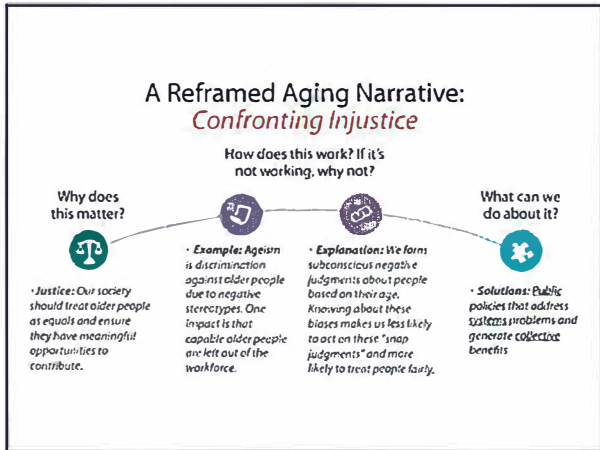 A Reframed Aging Narrative:
Confronting Injustice
How does this work? If it's
not working, why not?
Why does
this matter?
What can we
do about it?
• Justice: Our society
should treat older people
as equals and ensure
they have meaningful
opportunities to
contribute.
• Example: Ageism
is discrimination
against older people
due to negative
stereotypes. One
impact is that
capable older people
are left out of the
workforce.
• Explanation: We form
subconscious negative
judgments about people
based on their age.
Knowing about these
biases makes us less likely
to act on these "snap
judgments" and more
likely to treat people fairly.
• Solutions: Public
policies that address
systems problems and
generate collective
benefits